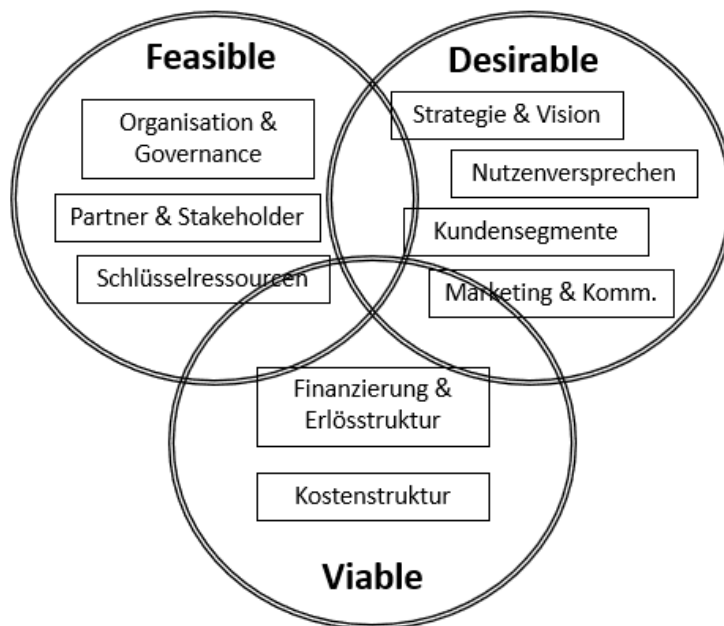 Feasible
Organisation &
Governance
Partner & Stakeholder
Schlüsselressourcen
Desirable
Strategie & Vision
Nutzenversprechen
Kundensegmente
Marketing & Komm.
Finanzierung &
Erlösstruktur
Kostenstruktur
Viable